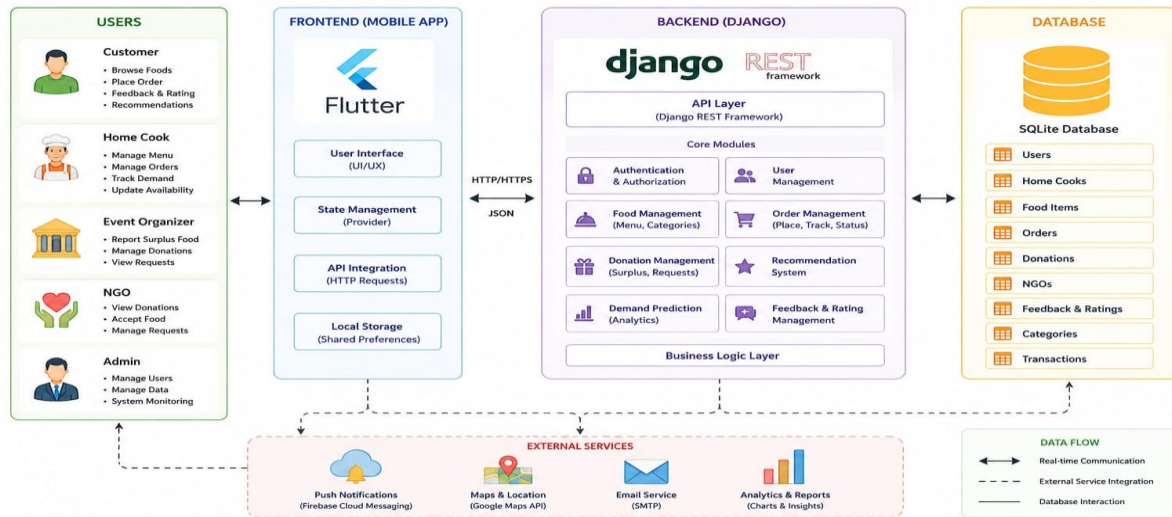 USERS
Customer
• Browse Foods
• Place Order
• Feedback & Rating
• Recommendations
Home Cook
• Manage Menu
• Manage Orders
• Track Demand
• Update Availability
Event Organizer
• Report Surplus Food
• Manage Donations
• View Requests
NGO
• View Donations
• Accept Food
• Manage Requests
Admin
• Manage Users
• Manage Data
• System Monitoring
FRONTEND (MOBILE APP)
Flutter
User Interface
(UI/UX)
State Management
(Provider)
API Integration
(HTTP Requests)
Local Storage
(Shared Preferences)
HTTP/HTTPS
JSON
BACKEND (DJANGO)
django
REST
framework
API Layer
(Django REST Framework)
Core Modules
Authentication
& Authorization
User
Management
Food Management
(Menu, Categories)
Order Management
(Place, Track, Status)
Donation Management
(Surplus, Requests)
Recommendation
System
Demand Prediction
(Analytics)
Feedback & Rating
Management
Business Logic Layer
DATABASE
SQLite Database
Users
Home Cooks
Food Items
Orders
Donations
NGOs
Feedback & Ratings
Categories
Transactions
EXTERNAL SERVICES
Push Notifications
(Firebase Cloud Messaging)
Maps & Location
(Google Maps API)
Email Service
(SMTP)
Analytics & Reports
(Charts & Insights)
DATA FLOW
Real-time Communication
External Service Integration
Database Interaction